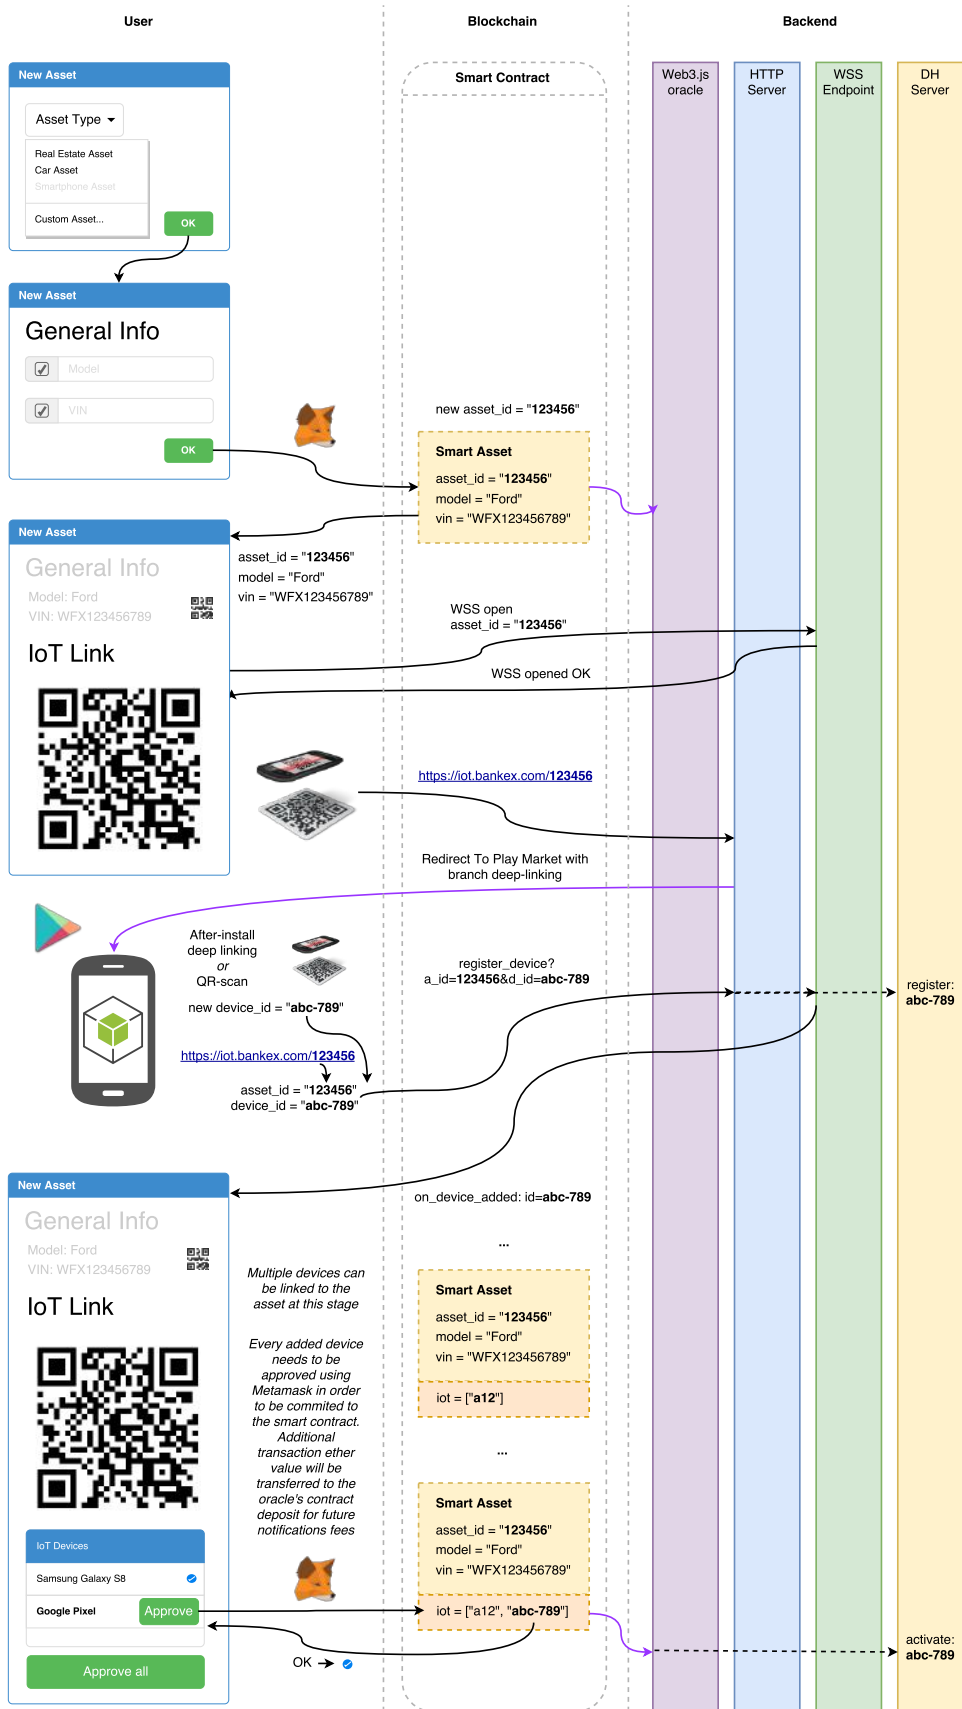 User
Blockchain
Backend
Smart Contract
Web3.js
oracle
HTTP
Server
WSS
Endpoint
DH
Server
New Asset
Asset Type
Real Estate Asset
Car Asset
Smartphone Asset
Custom Asset...
OK
New Asset
General Info
Model
VIN
OK
new asset_id = "123456"
Smart Asset
asset_id = "123456"
model = "Ford"
vin = "WFX123456789"
New Asset
General Info
Model: Ford
VIN: WFX123456789
IoT Link
asset_id = "123456"
model = "Ford"
vin = "WFX123456789"
WSS open
asset_id = "123456"
WSS opened OK
https://iot.bankex.com/123456
Redirect To Play Market with
branch deep-linking
After-install
deep linking
or
QR-scan
new device_id = "abc-789"
https://iot.bankex.com/123456
asset_id = "123456"
device_id = "abc-789"
register_device?
a_id=123456&d_id=abc-789
register:
abc-789
on_device_added: id=abc-789
New Asset
General Info
Model: Ford
VIN: WFX123456789
IoT Link
Multiple devices can
be linked to the
asset at this stage
Every added device
needs to be
approved using
Metamask in order
to be commited to
the smart contract.
Additional
transaction ether
value will be
transferred to the
oracle's contract
deposit for future
notifications fees
...
Smart Asset
asset_id = "123456"
model = "Ford"
vin = "WFX123456789"
iot = ["a12"]
...
Smart Asset
asset_id = "123456"
model = "Ford"
vin = "WFX123456789"
iot = ["a12", "abc-789"]
IoT Devices
Samsung Galaxy S8
Google Pixel
Approve
Approve all
OK
activate:
abc-789